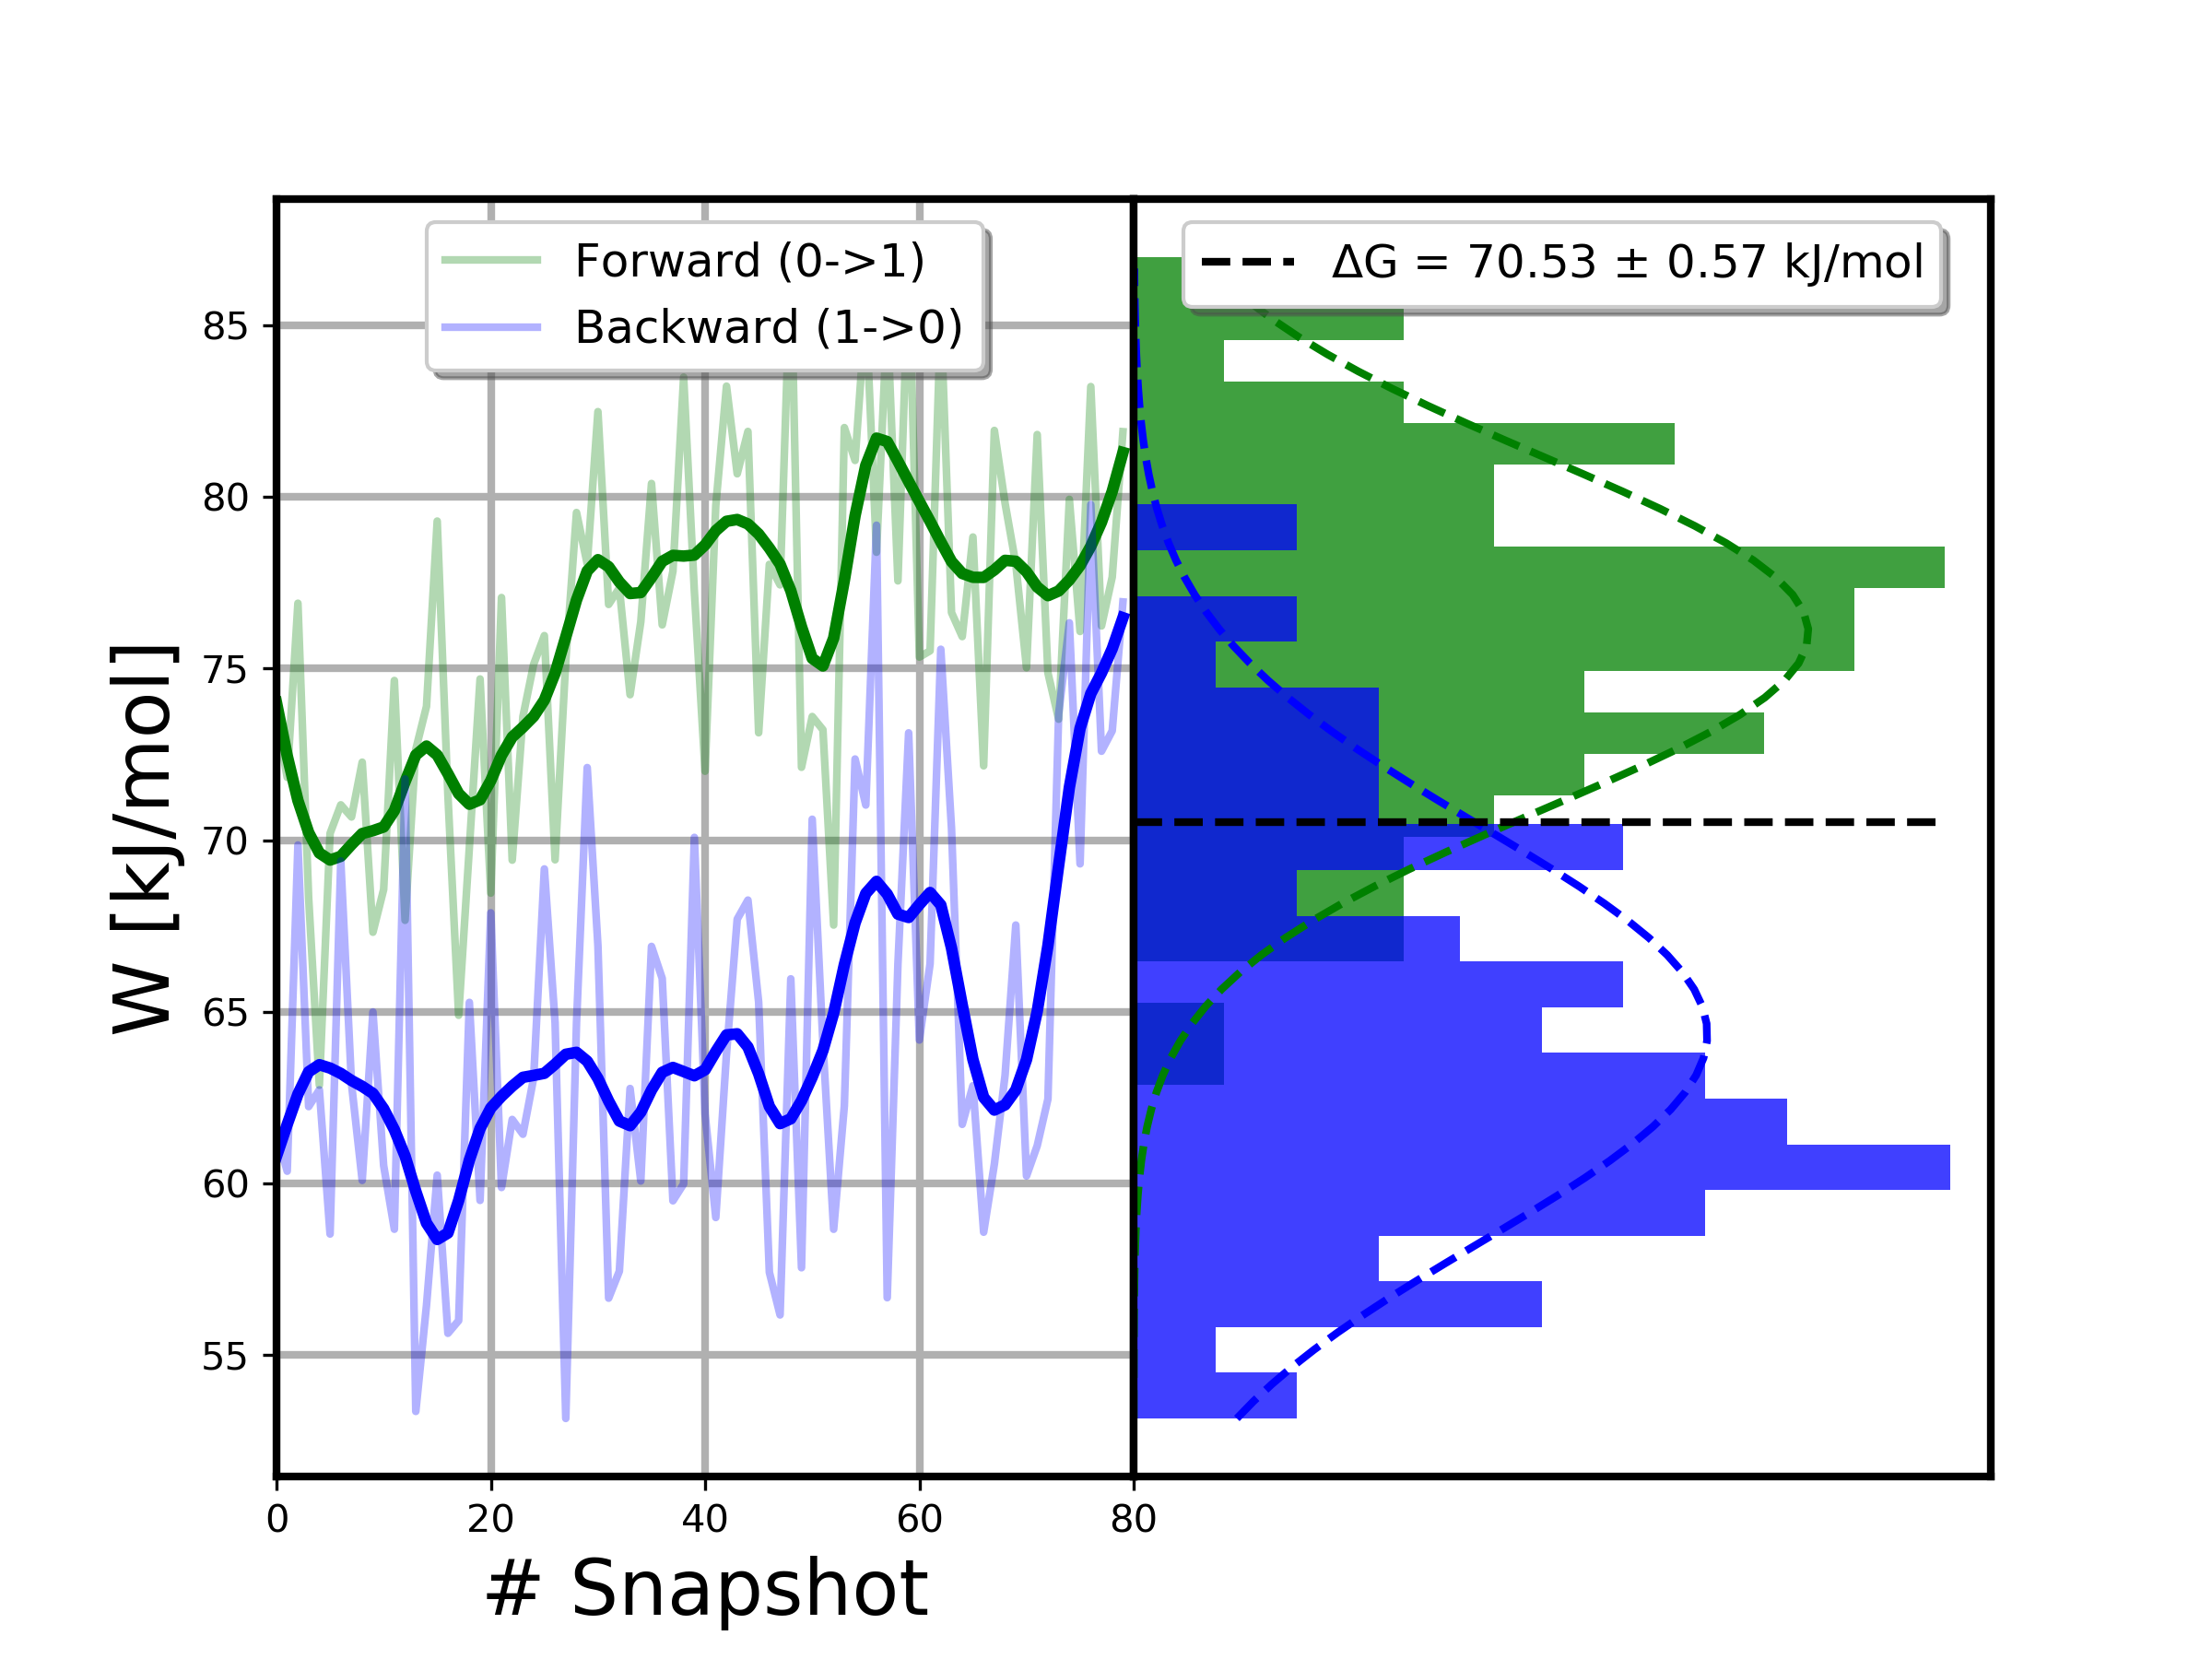 Forward (0->1)
Backward (1->0)
ΔG = 70.53 ± 0.57 kJ/mol
W [kJ/mol]
85
80
75
70
65
60
55
0 20 40 60 80
# Snapshot